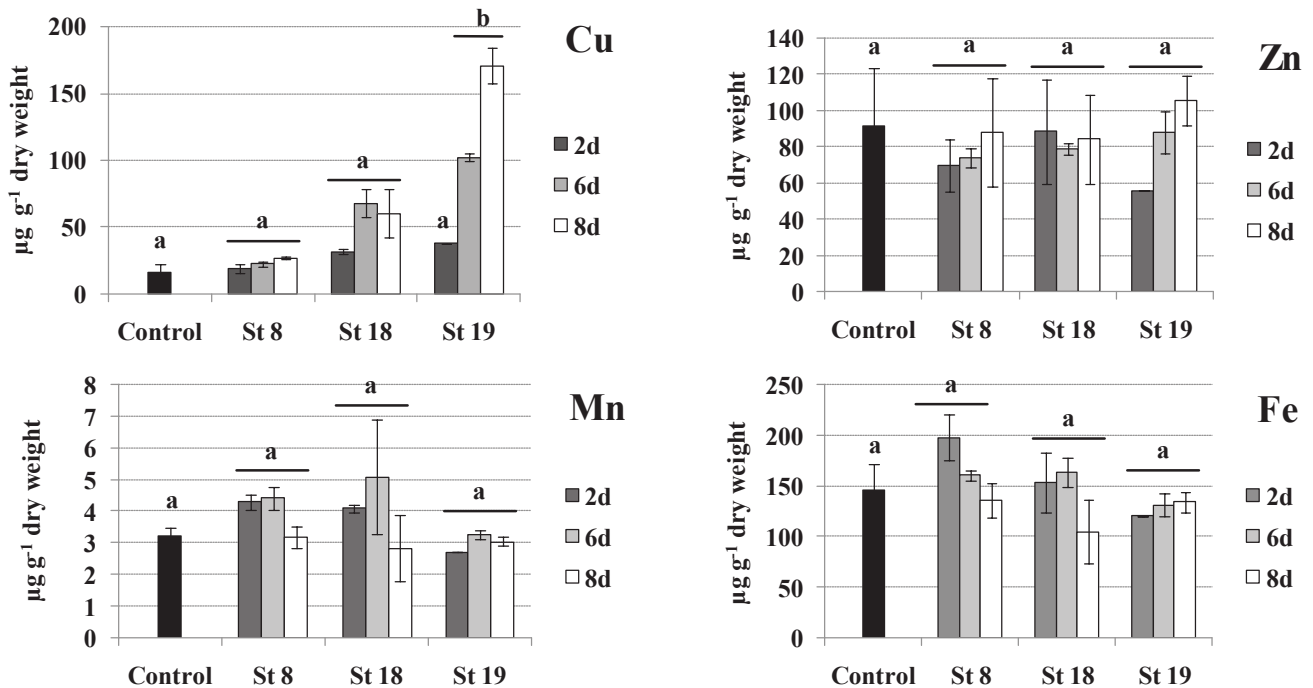 Cu
µg g⁻¹ dry weight
200
150
100
50
0
a
a
a
a
b
Control
St 8
St 18
St 19
2d
6d
8d
Zn
µg g⁻¹ dry weight
140
120
100
80
60
40
20
0
a
a
a
a
Control
St 8
St 18
St 19
2d
6d
8d
Mn
µg g⁻¹ dry weight
8
7
6
5
4
3
2
1
0
a
a
a
a
Control
St 8
St 18
St 19
2d
6d
8d
Fe
µg g⁻¹ dry weight
250
200
150
100
50
0
a
a
a
a
Control
St 8
St 18
St 19
2d
6d
8d